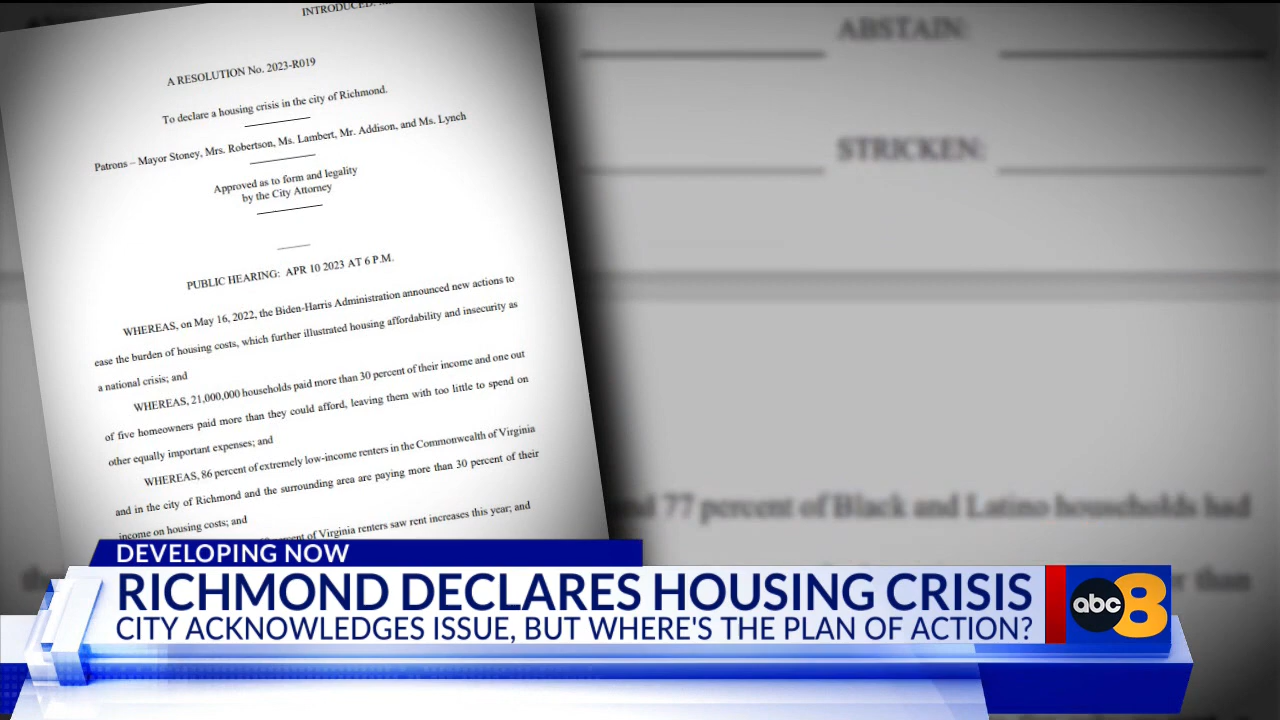 INTRODUCED:
A RESOLUTION No. 2023-R019
To declare a housing crisis in the city of Richmond.
Patrons – Mayor Stoney, Mrs. Robertson, Ms. Lambert, Mr. Addison, and Ms. Lynch
Approved as to form and legality
by the City Attorney
PUBLIC HEARING: APR 10 2023 AT 6 P.M.
WHEREAS, on May 16, 2022, the Biden-Harris Administration announced new actions to
ease the burden of housing costs, which further illustrated housing affordability and insecurity as
a national crisis; and
WHEREAS, 21,000,000 households paid more than 30 percent of their income and one out
of five homeowners paid more than they could afford, leaving them with too little to spend on
other equally important expenses; and
WHEREAS, 86 percent of extremely low-income renters in the Commonwealth of Virginia
and in the city of Richmond and the surrounding area are paying more than 30 percent of their
income on housing costs; and
percent of Virginia renters saw rent increases this year; and
ABSTAIN:
STRICKEN:
77 percent of Black and Latino households had
than
DEVELOPING NOW
RICHMOND DECLARES HOUSING CRISIS
CITY ACKNOWLEDGES ISSUE, BUT WHERE'S THE PLAN OF ACTION?
abc 8